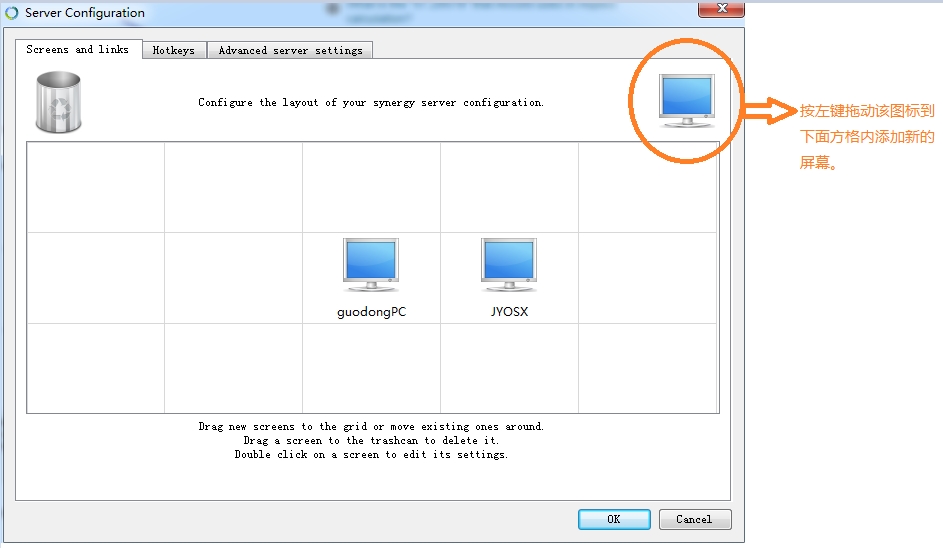 Server Configuration
Screens and links
Hotkeys
Advanced server settings
Configure the layout of your synergy server configuration.
按左键拖动该图标到
下面方格内添加新的
屏幕。
guodongPC
JYOSX
Drag new screens to the grid or move existing ones around.
Drag a screen to the trashcan to delete it.
Double click on a screen to edit its settings.
OK
Cancel